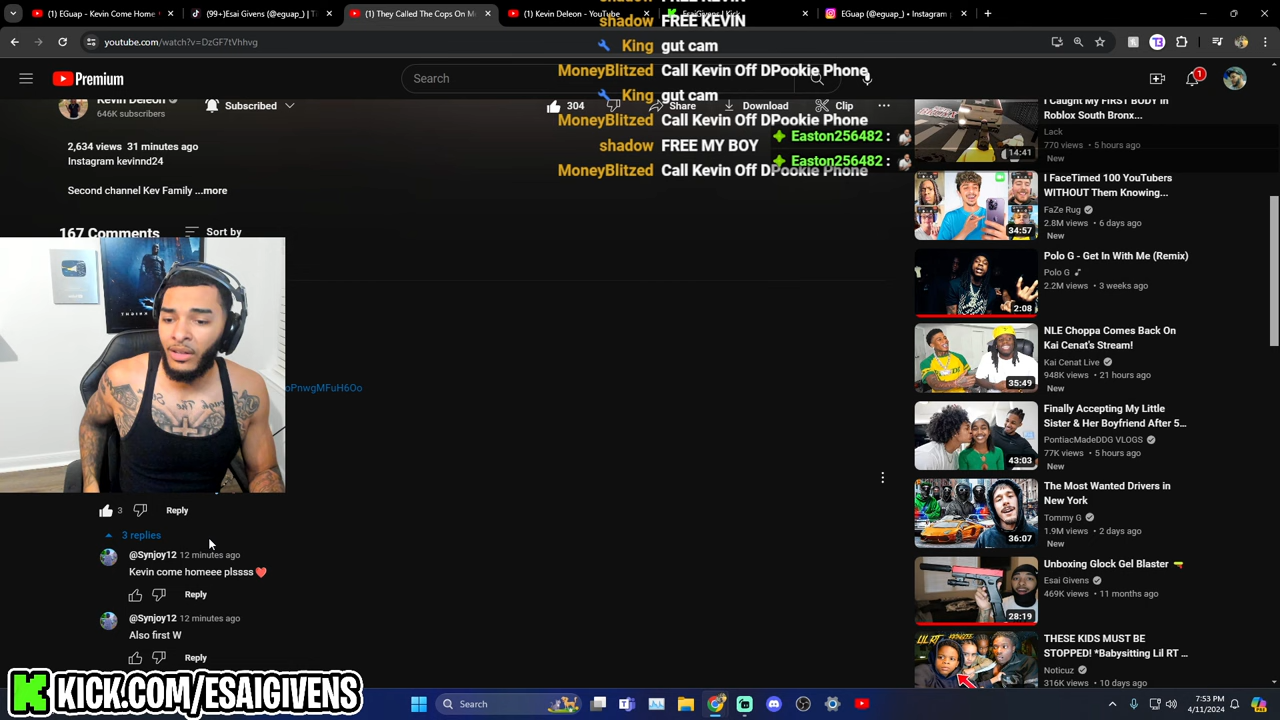 (1) EGuap - Kevin Come Home
(99+)Esai Givens (@eguap_) | T
(1) They Called The Cops On M
(1) Kevin Deleon - YouTube
EsaiGivens | Kick
EGuap (@eguap_) • Instagram
shadow FREE KEVIN
King gut cam
youtube.com/watch?v=DzGF7tVhhvg
MoneyBlitzed Call Kevin Off DPookie Phone
Premium
Search
1
King gut cam
Kevin Deleon
646K subscribers
Subscribed
304
Share
Download
Clip
MoneyBlitzed Call Kevin Off DPookie Phone
Easton256482 :
shadow FREE MY BOY
Easton256482 :
MoneyBlitzed Call Kevin Off DPookie Phone
2,634 views 31 minutes ago
Instagram kevinnd24
Second channel Kev Family ...more
167 Comments
Sort by
oPnwgMFuH6Oo
3
Reply
3 replies
@Synjoy12 12 minutes ago
Kevin come homeee plssss❤️
Reply
@Synjoy12 12 minutes ago
Also first W
Reply
I Caught My FIRST BODY In
Roblox South Bronx...
Lack
770 views • 5 hours ago
New
14:41
I FaceTimed 100 YouTubers
WITHOUT Them Knowing...
FaZe Rug
2.8M views • 6 days ago
New
34:57
Polo G - Get In With Me (Remix)
Polo G
2.2M views • 3 weeks ago
2:08
NLE Choppa Comes Back On
Kai Cenat's Stream!
Kai Cenat Live
948K views • 21 hours ago
New
35:49
Finally Accepting My Little
Sister & Her Boyfriend After 5...
PontiacMadeDDG VLOGS
77K views • 5 hours ago
New
43:03
The Most Wanted Drivers in
New York
Tommy G
1.9M views • 2 days ago
New
36:07
Unboxing Glock Gel Blaster
Esai Givens
469K views • 11 months ago
28:19
THESE KIDS MUST BE
STOPPED! *Babysitting Lil RT ...
Noticuz
316K views • 10 days ago
LIL RT
KICK.COM/ESAIGIVENS
Search
7:53 PM
4/11/2024